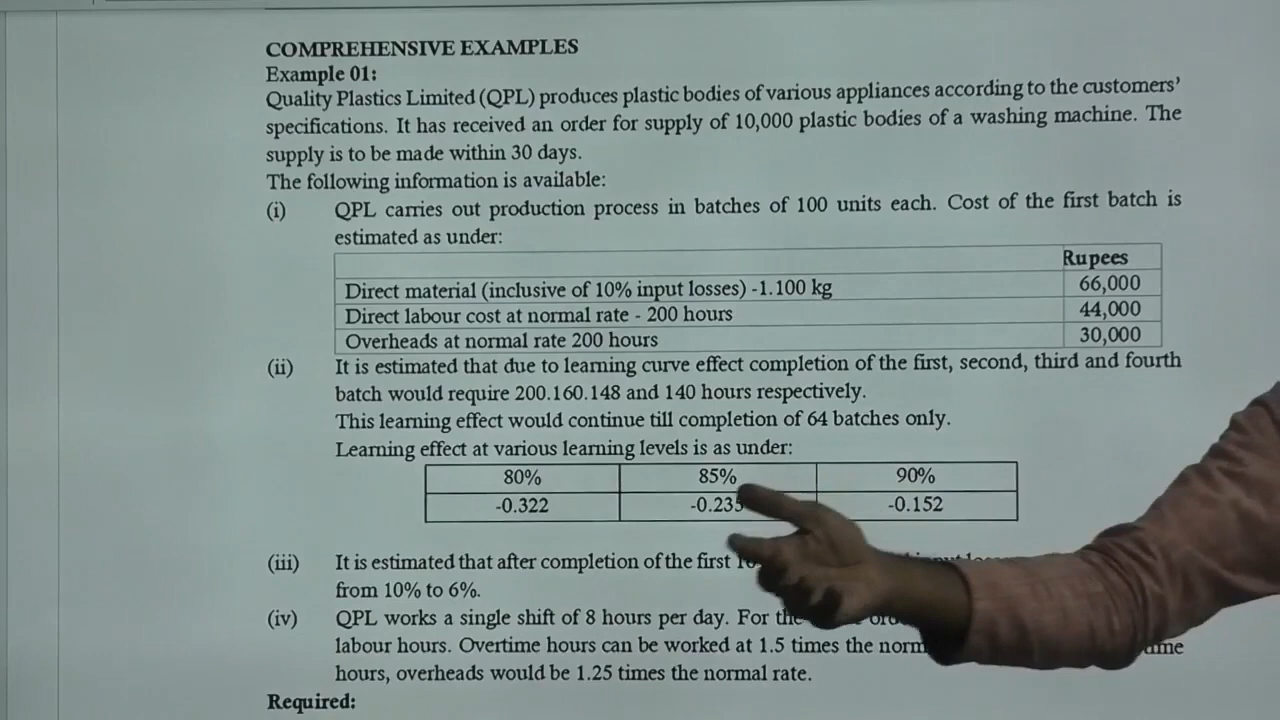 COMPREHENSIVE EXAMPLES
Example 01:
Quality Plastics Limited (QPL) produces plastic bodies of various appliances according to the customers’
specifications. It has received an order for supply of 10,000 plastic bodies of a washing machine. The
supply is to be made within 30 days.
The following information is available:
(i) QPL carries out production process in batches of 100 units each. Cost of the first batch is
estimated as under:
Rupees
Direct material (inclusive of 10% input losses) -1.100 kg 66,000
Direct labour cost at normal rate - 200 hours 44,000
Overheads at normal rate 200 hours 30,000
(ii) It is estimated that due to learning curve effect completion of the first, second, third and fourth
batch would require 200.160.148 and 140 hours respectively.
This learning effect would continue till completion of 64 batches only.
Learning effect at various learning levels is as under:
80% 85% 90%
-0.322 -0.235 -0.152
(iii) It is estimated that after completion of the first
from 10% to 6%.
(iv) QPL works a single shift of 8 hours per day. For
labour hours. Overtime hours can be worked at 1.5 times the
hours, overheads would be 1.25 times the normal rate.
Required: